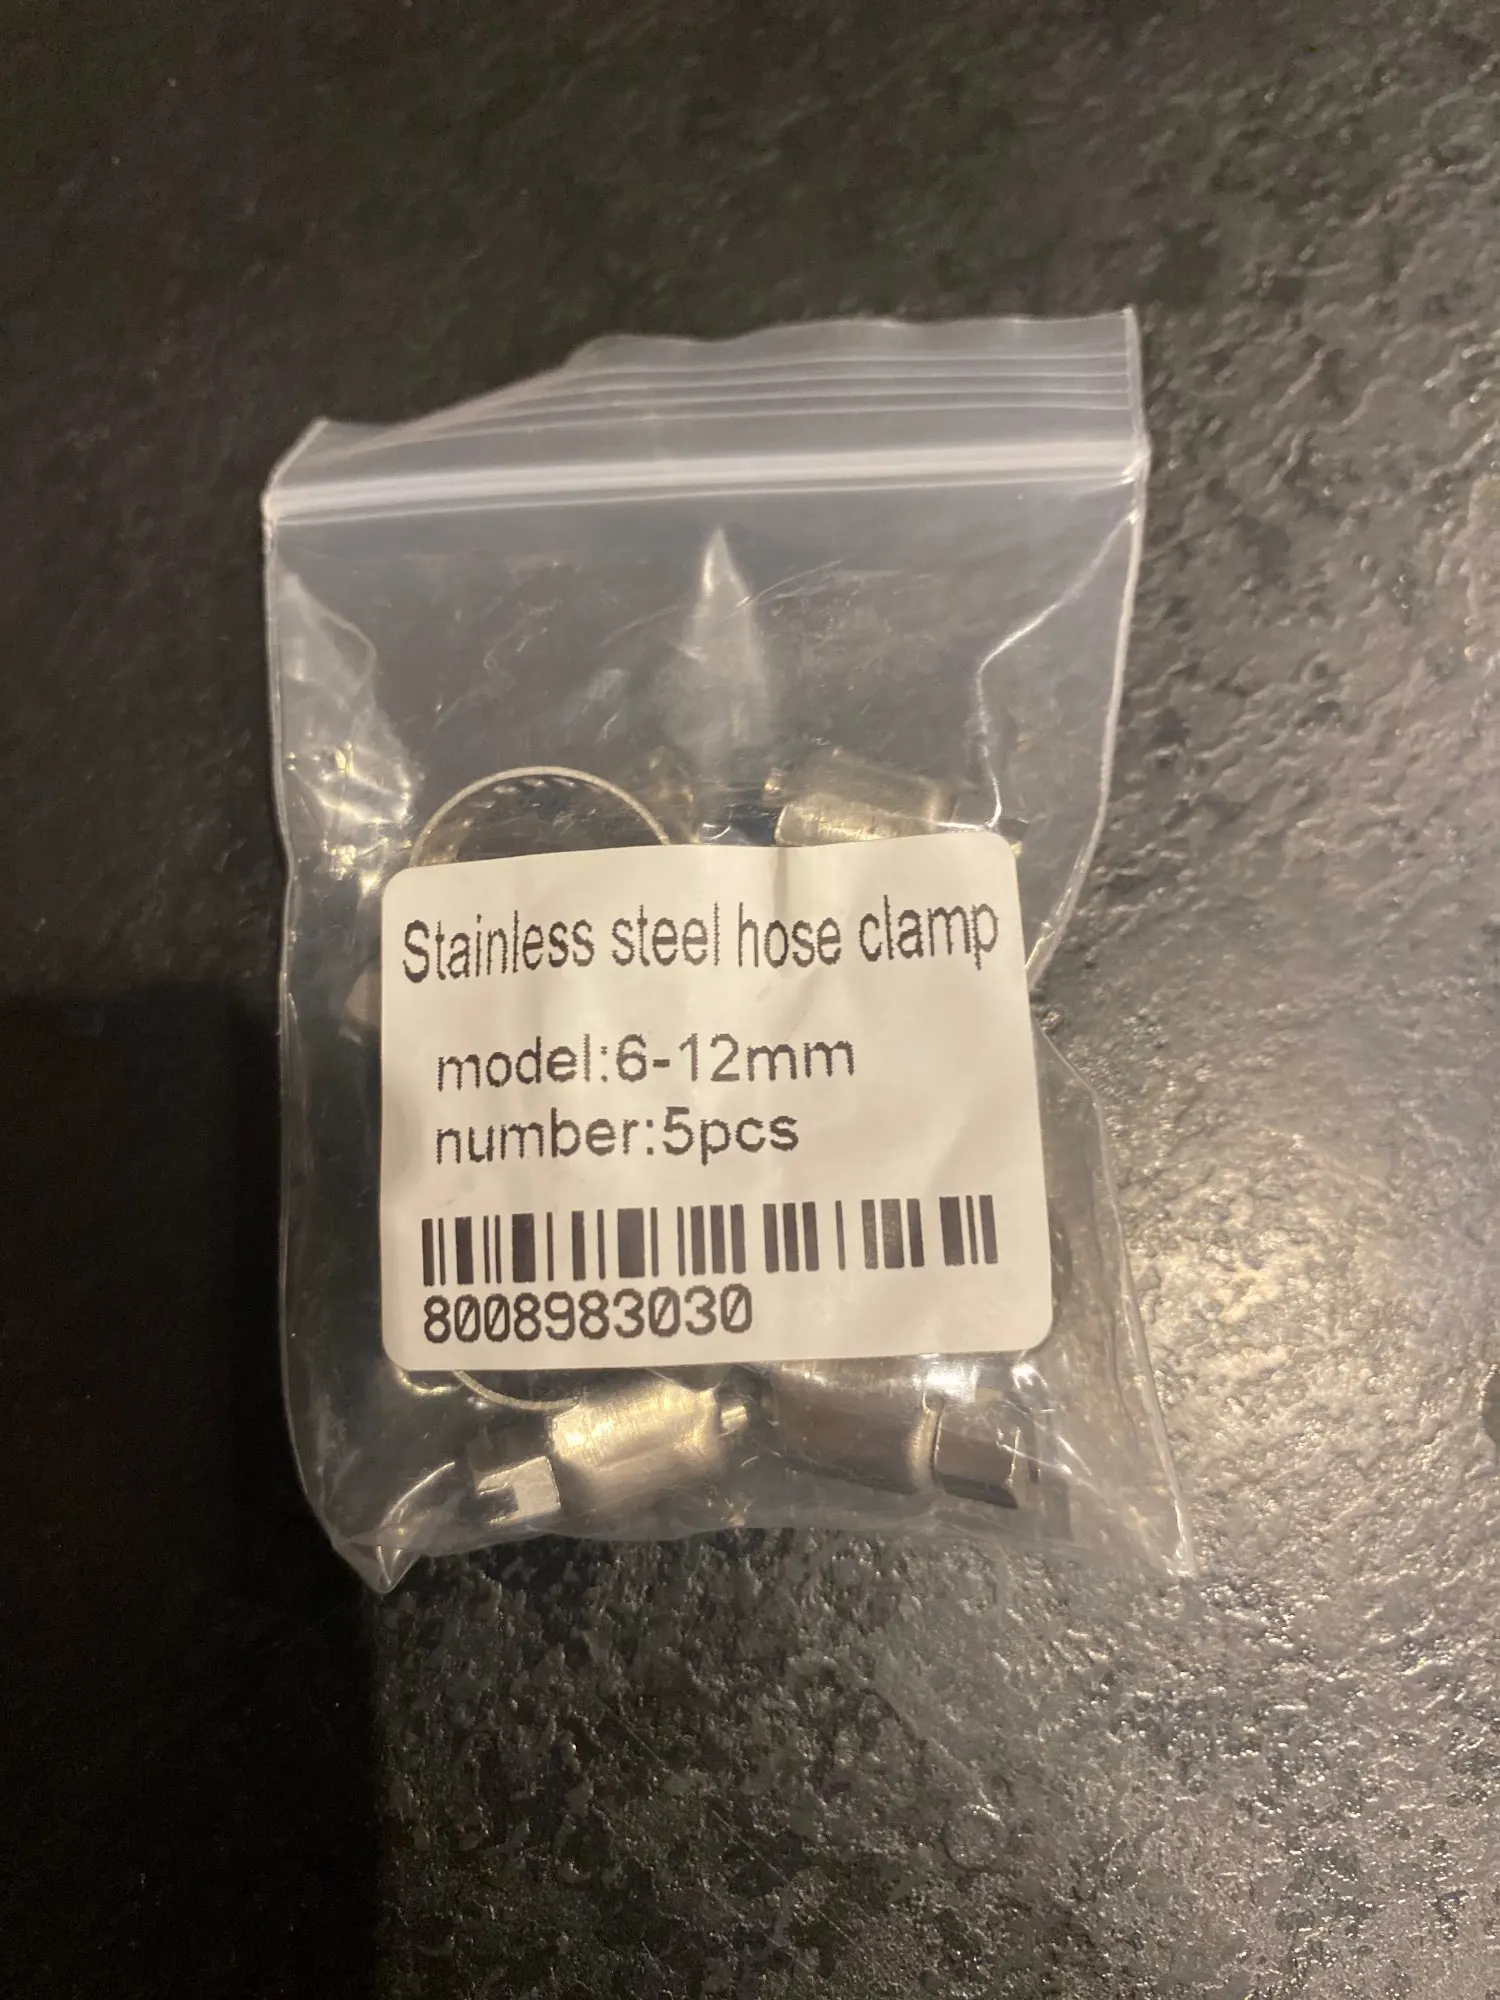 Stainless steel hose clamp
model:6-12mm
number:5pcs
8008983030